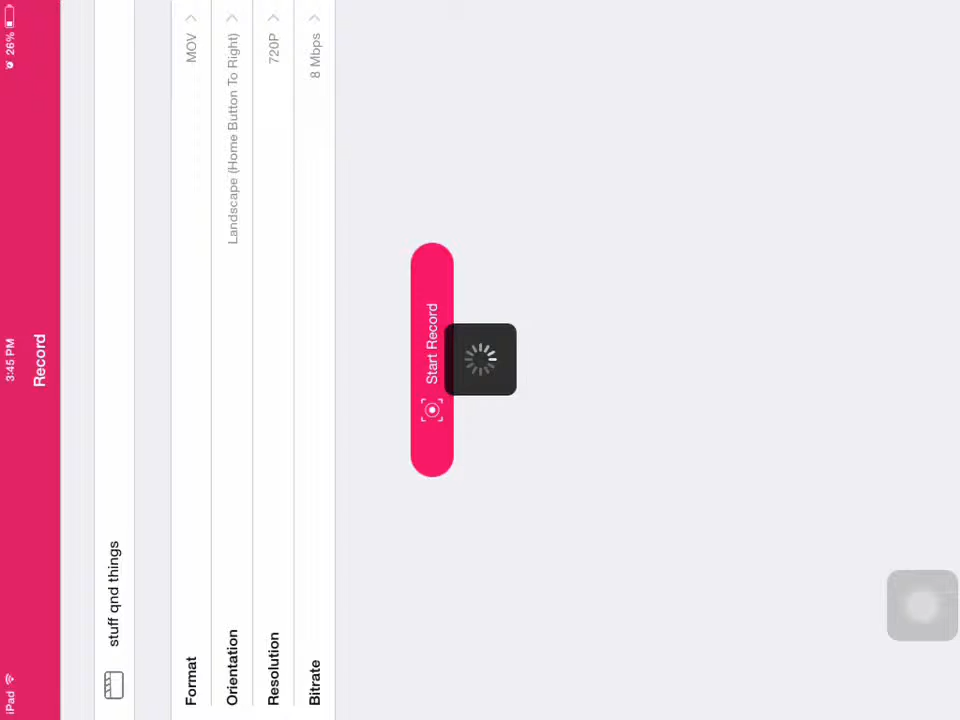 iPad 3:45 PM 26%
Record
stuff qnd things
Format MOV
Orientation Landscape (Home Button To Right)
Resolution 720P
Bitrate 8 Mbps
Start Record